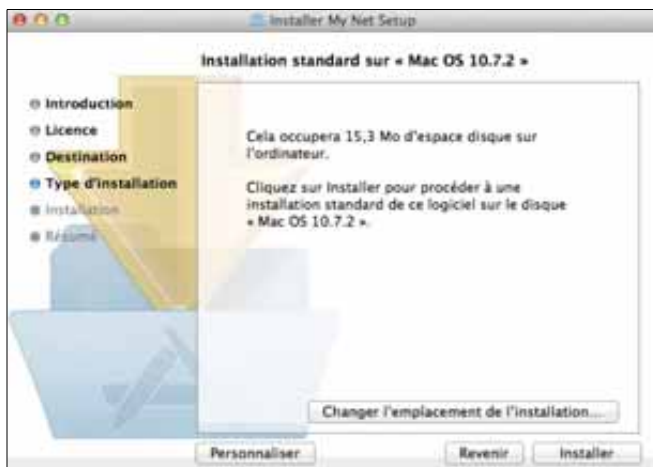 Installer My Net Setup
Installation standard sur « Mac OS 10.7.2 »
Introduction
Licence
Destination
Type d'installation
Installation
Résumé
Cela occupera 15,3 Mo d'espace disque sur
l'ordinateur.
Cliquez sur Installer pour procéder à une
installation standard de ce logiciel sur le disque
« Mac OS 10.7.2 ».
Changer l'emplacement de l'installation...
Personnaliser
Revenir
Installer